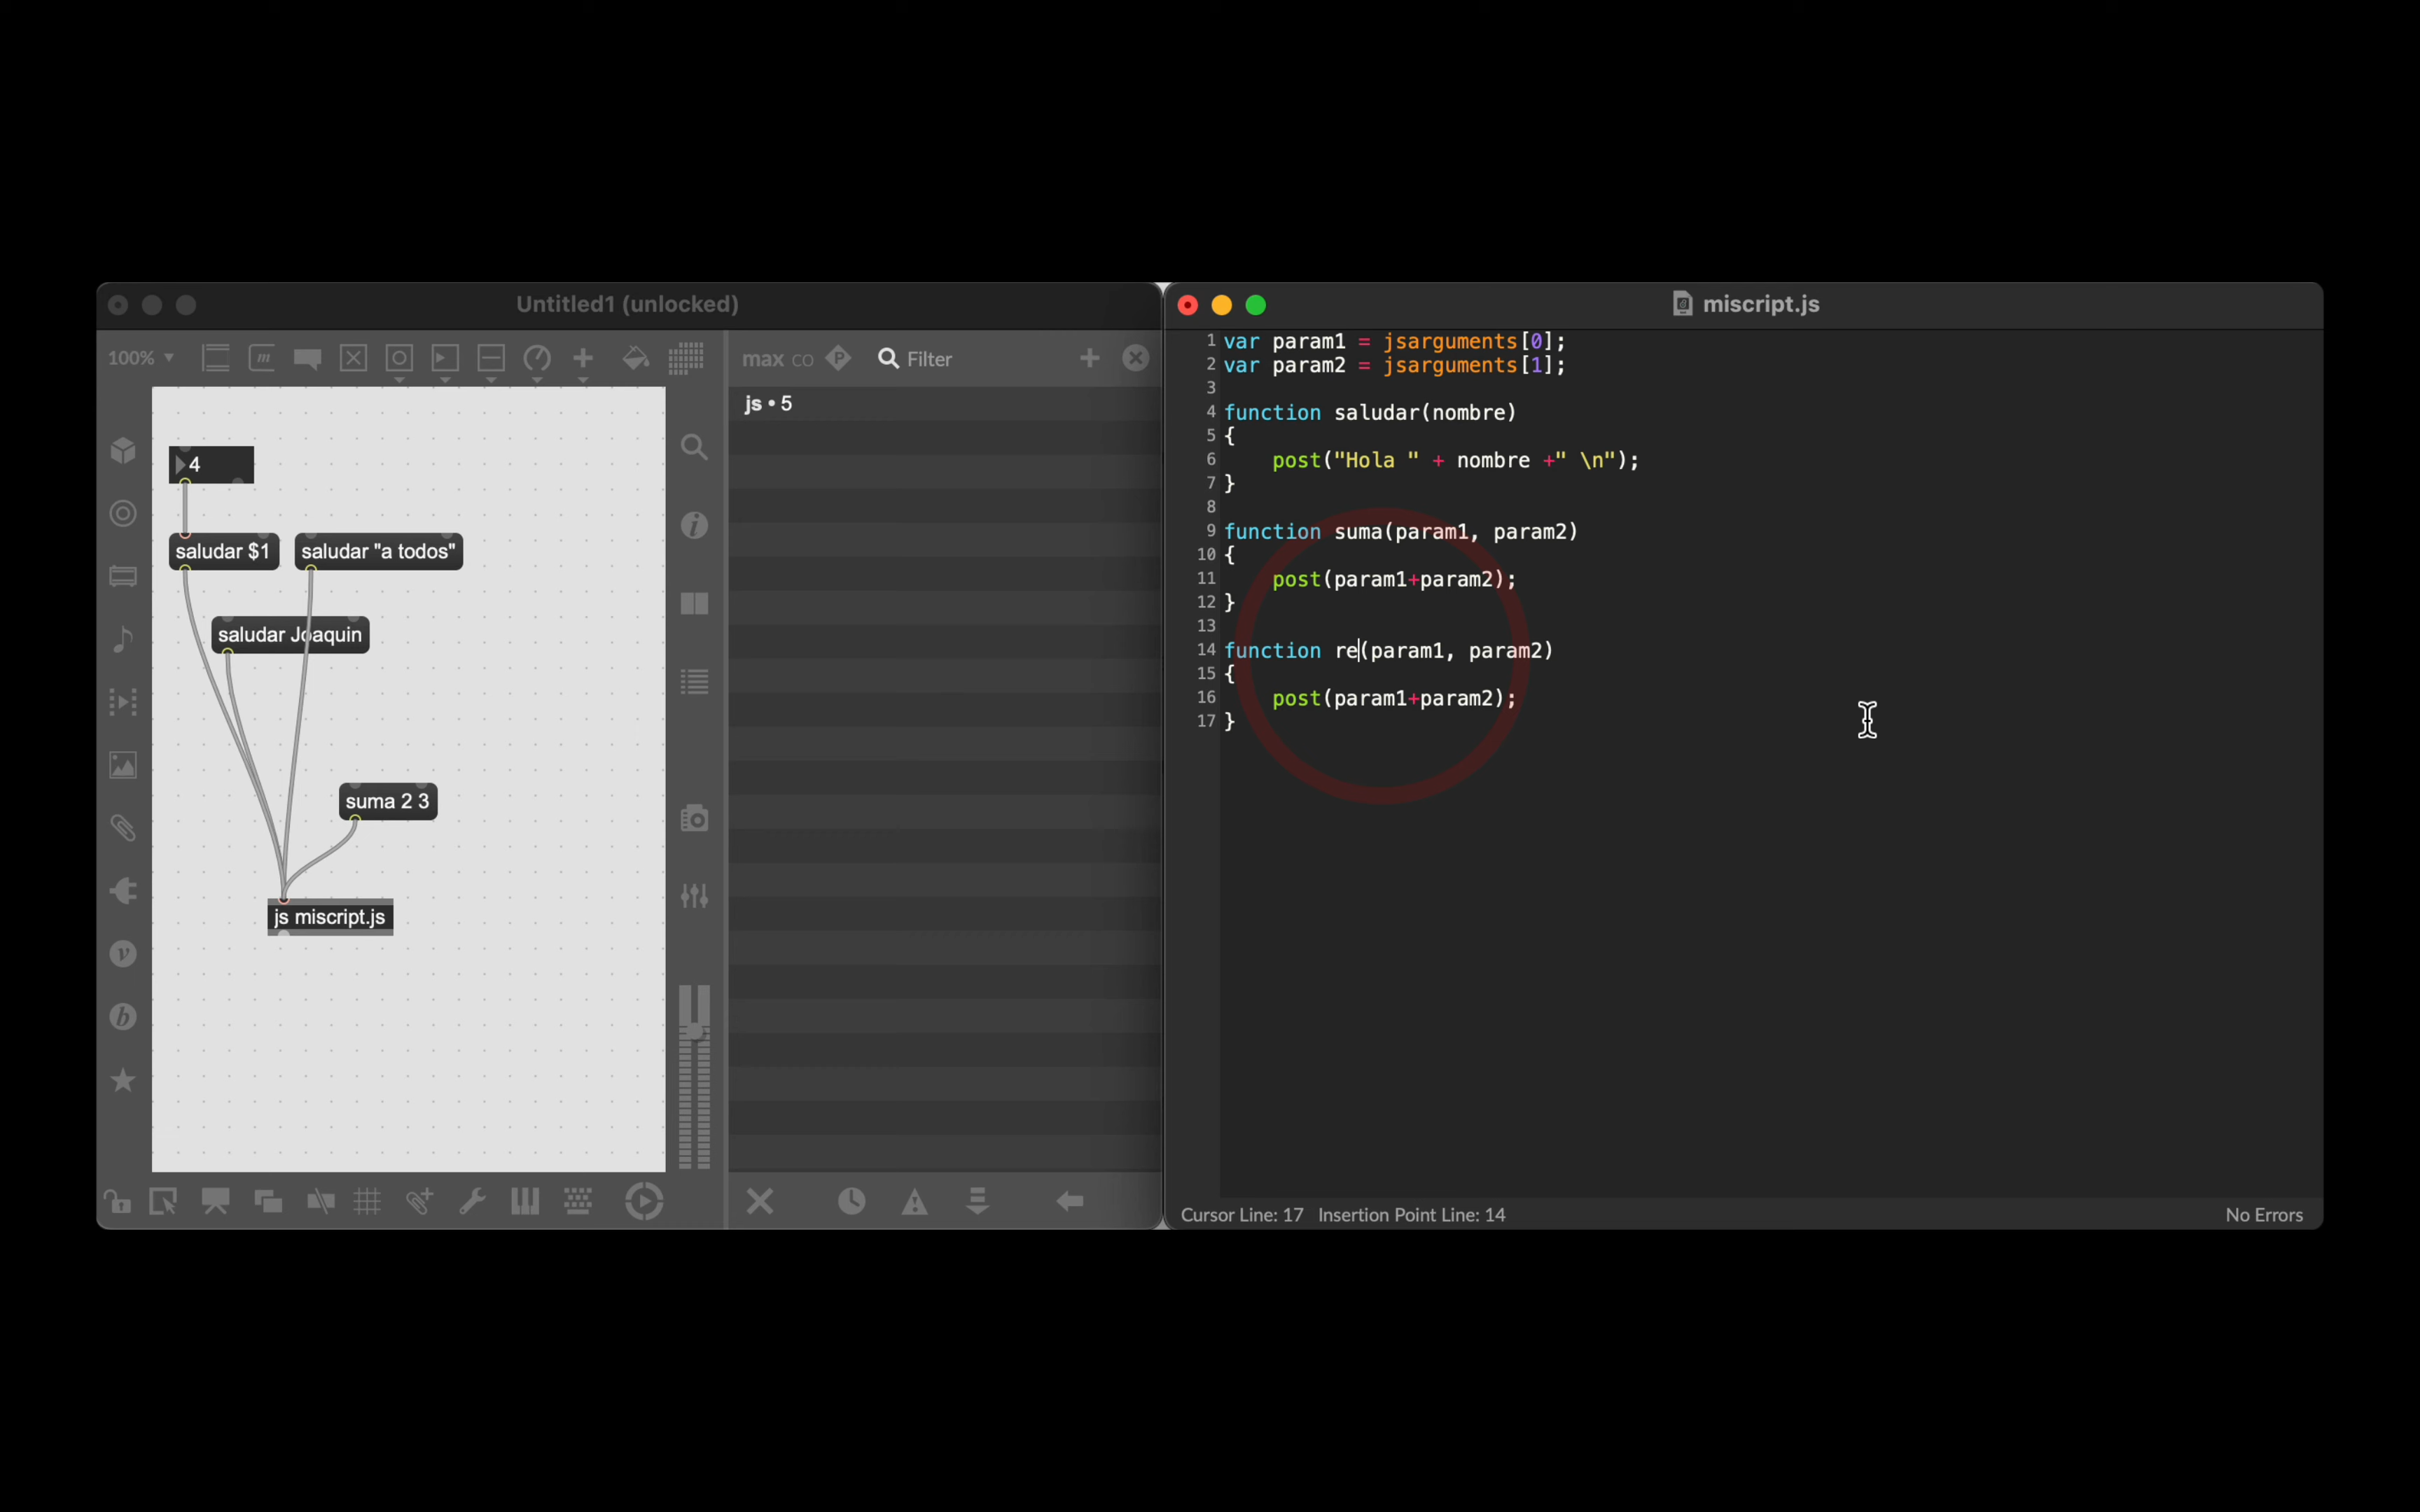 Untitled1 (unlocked)
100%
max co
Filter
js • 5
4
saludar $1
saludar "a todos"
saludar Joaquin
suma 2 3
js miscript.js
miscript.js
1 var param1 = jsarguments[0];
2 var param2 = jsarguments[1];
3
4 function saludar(nombre)
5 {
6     post("Hola " + nombre +" \n");
7 }
8
9 function suma(param1, param2)
10 {
11     post(param1+param2);
12 }
13
14 function re(param1, param2)
15 {
16     post(param1+param2);
17 }
Cursor Line: 17 Insertion Point Line: 14
No Errors